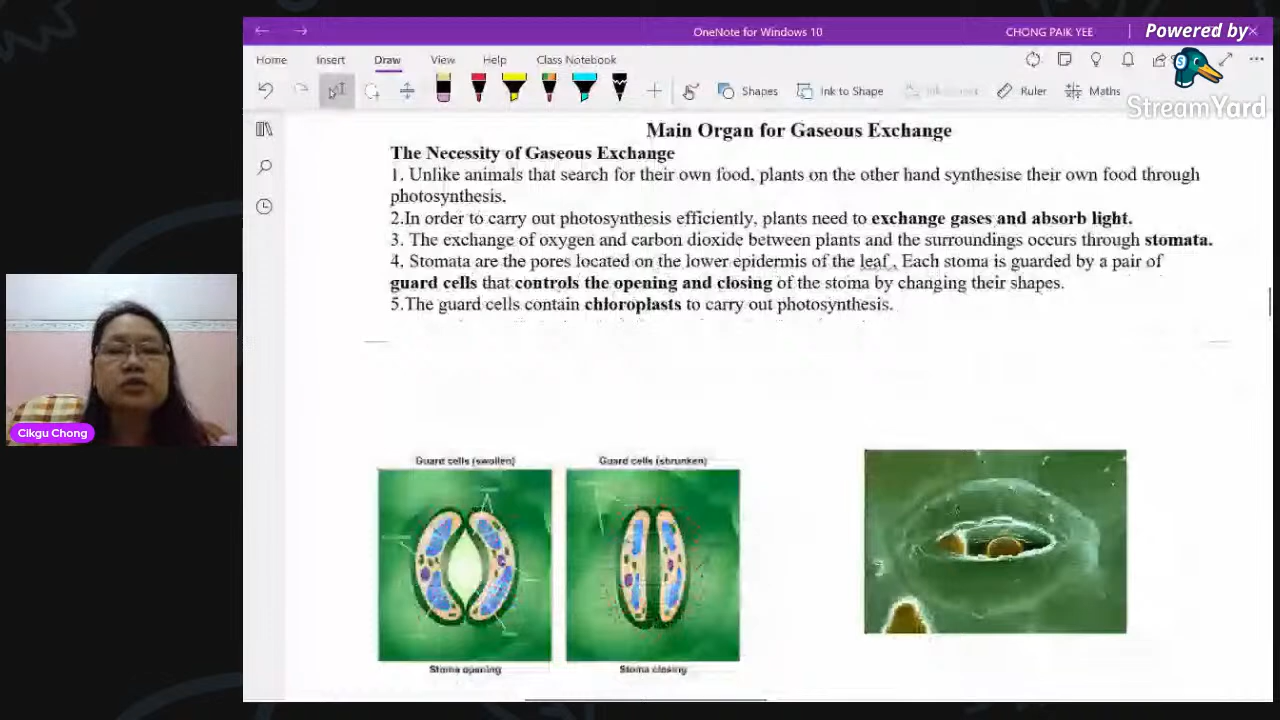 OneNote for Windows 10
CHONG PAIK YEE
Powered by
StreamYard
Home
Insert
Draw
View
Help
Class Notebook
Shapes
Ink to Shape
Ruler
Maths
Main Organ for Gaseous Exchange
The Necessity of Gaseous Exchange
1. Unlike animals that search for their own food, plants on the other hand synthesise their own food through
photosynthesis.
2.In order to carry out photosynthesis efficiently, plants need to exchange gases and absorb light.
3. The exchange of oxygen and carbon dioxide between plants and the surroundings occurs through stomata.
4. Stomata are the pores located on the lower epidermis of the leaf . Each stoma is guarded by a pair of
guard cells that controls the opening and closing of the stoma by changing their shapes.
5.The guard cells contain chloroplasts to carry out photosynthesis.
Guard cells (swollen)
Guard cells (shrunken)
Stoma opening
Stoma closing
Cikgu Chong